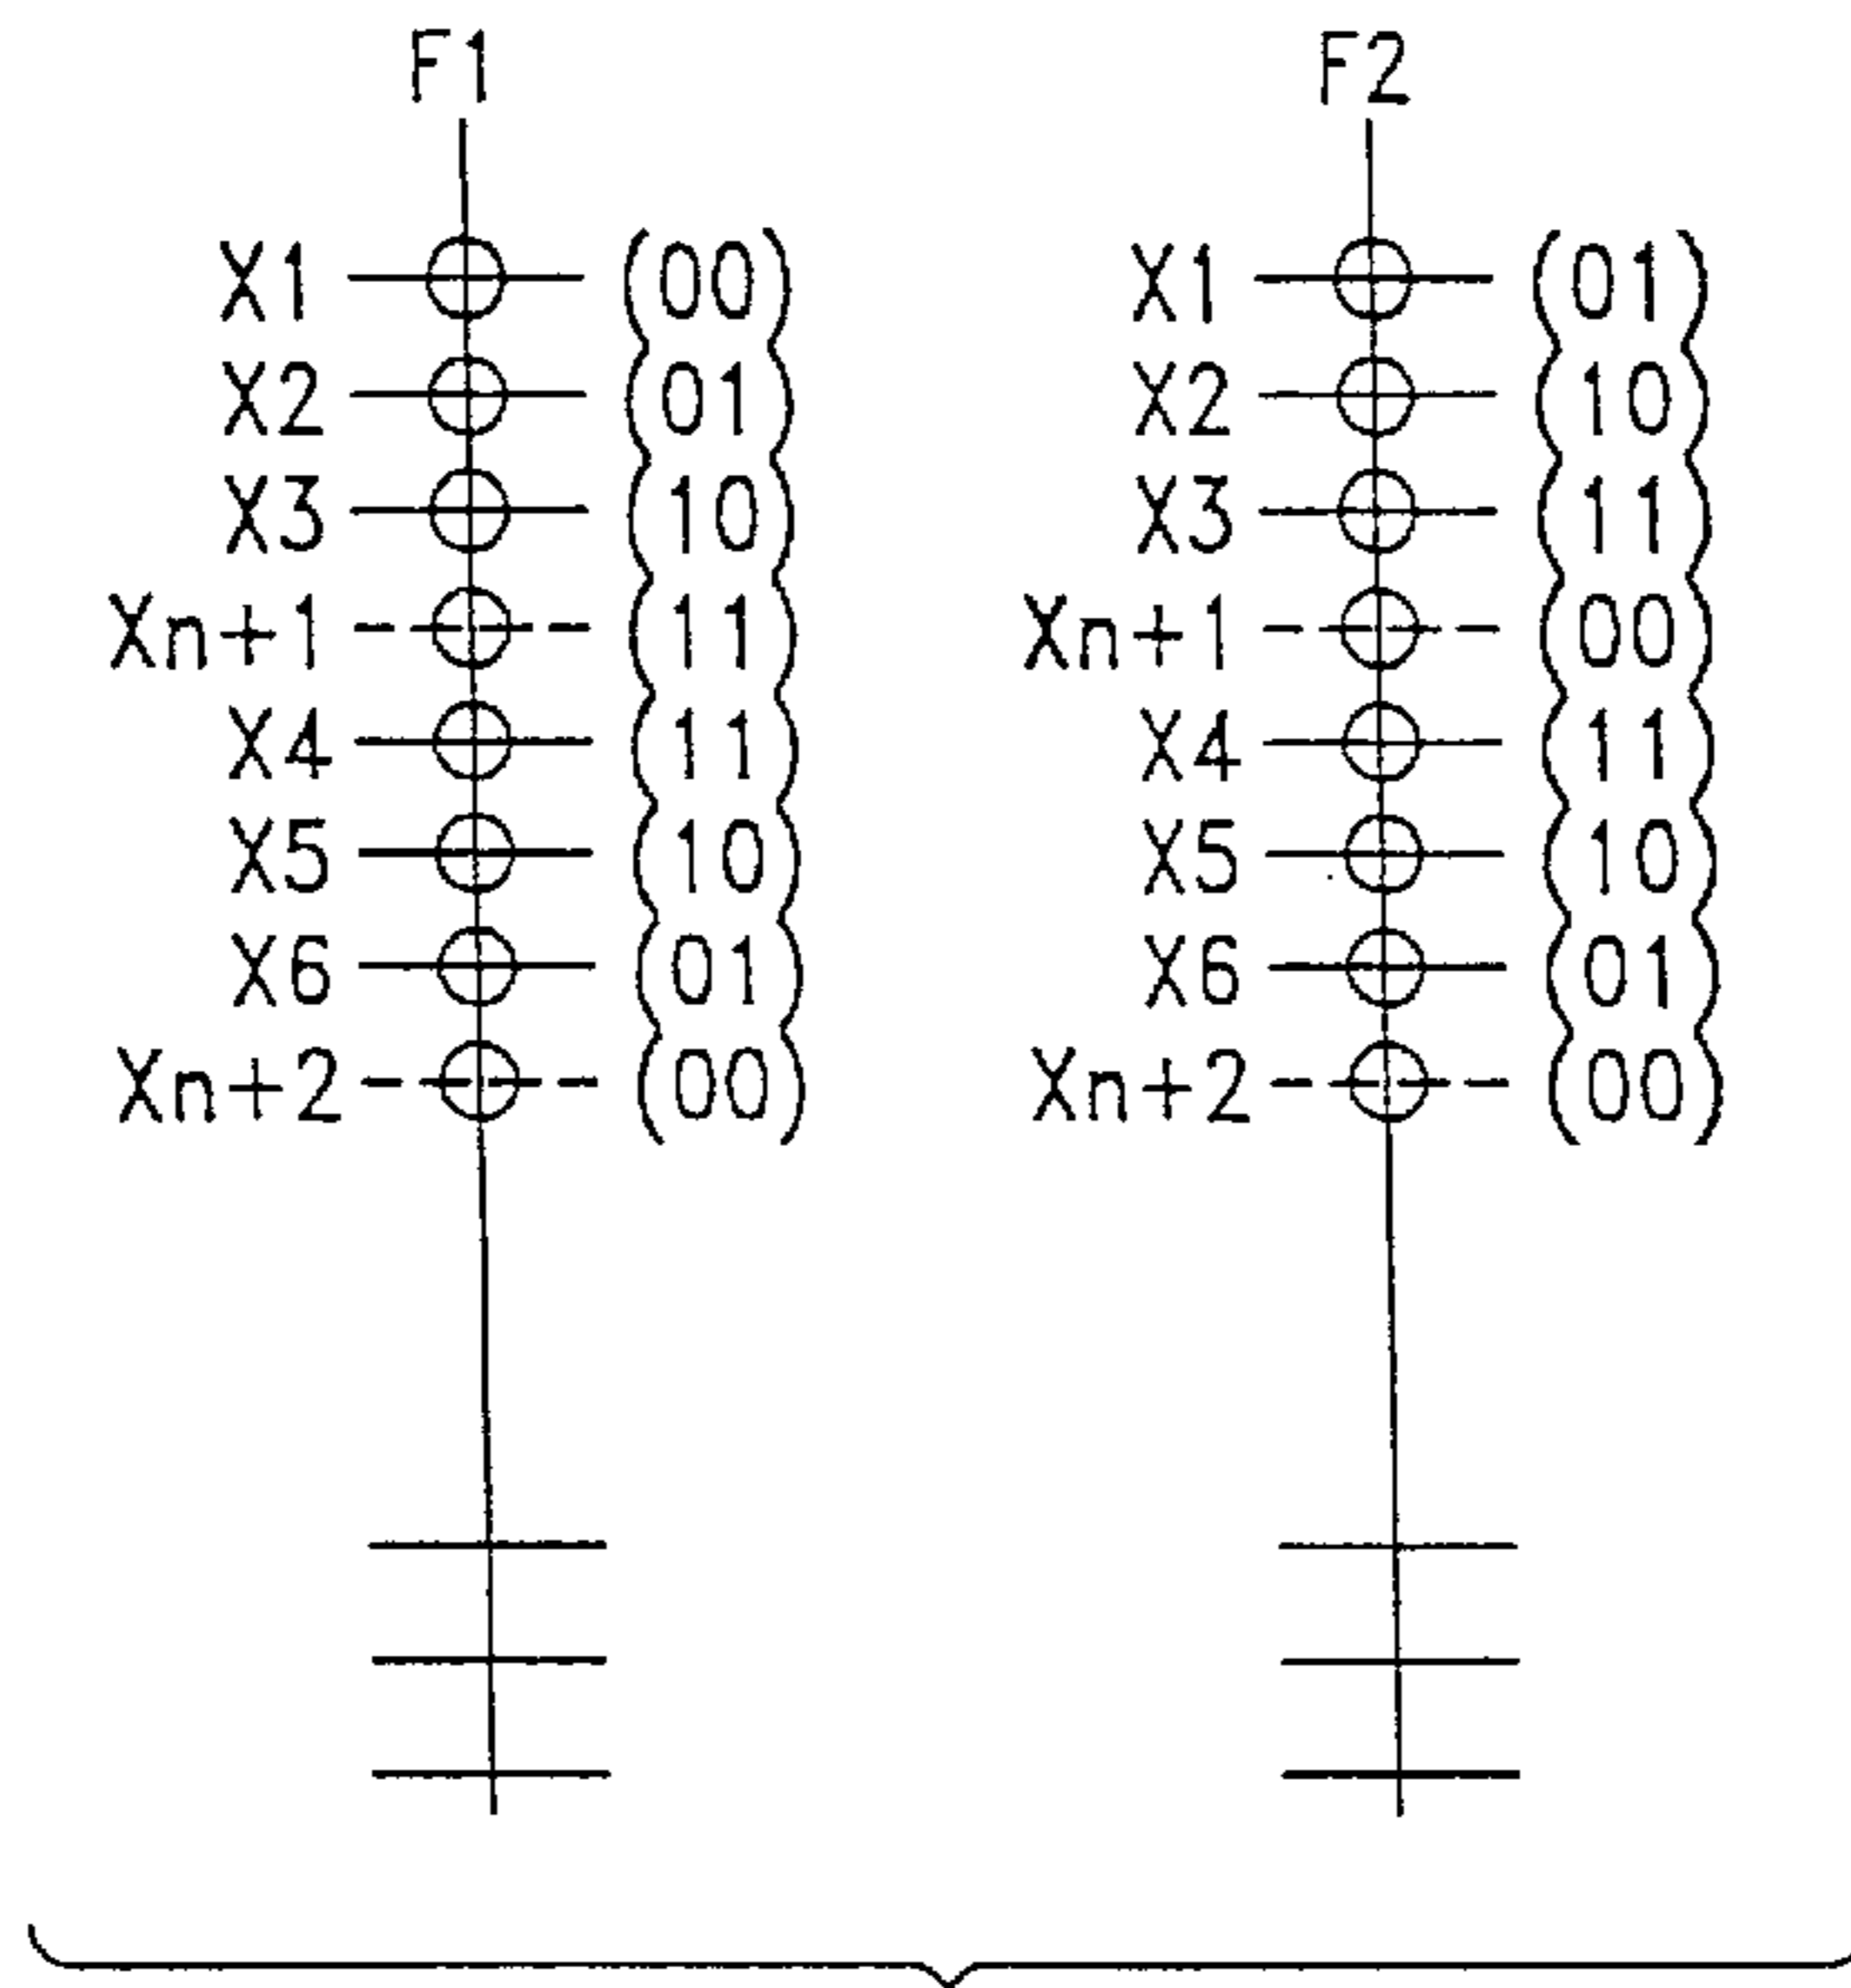 F1 F2
X1 (00) X1 (01)
X2 (01) X2 (10)
X3 (10) X3 (11)
Xn+1 (11) Xn+1 (00)
X4 (11) X4 (11)
X5 (10) X5 (10)
X6 (01) X6 (01)
Xn+2 (00) Xn+2 (00)